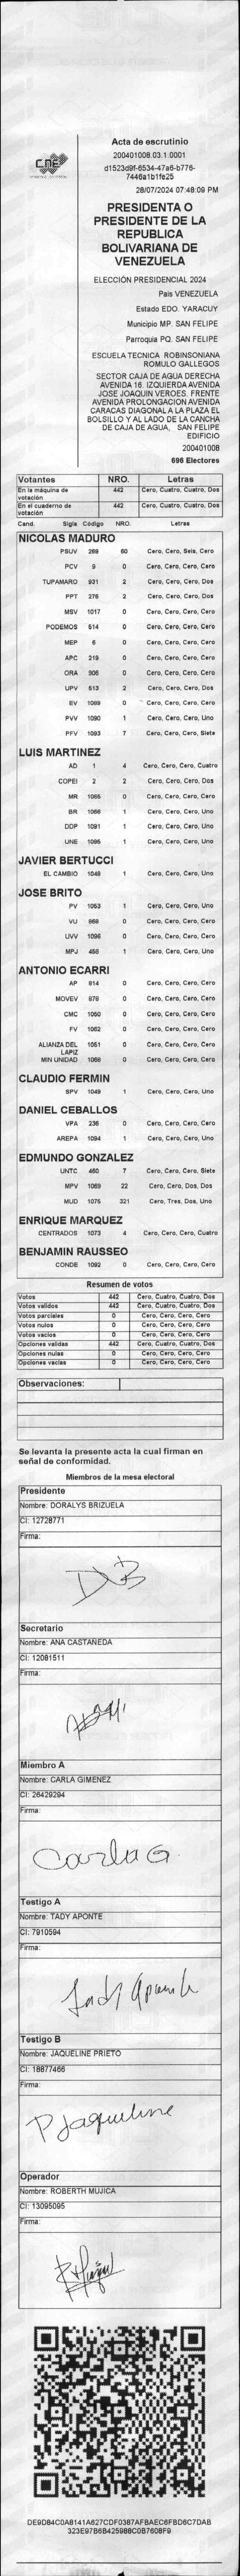 CNE
Acta de escrutinio
200401008.03.1.0001
d1523d9f-6534-47a6-b776-
7446a1b1fe25
28/07/2024 07:48:09 PM
PRESIDENTA O
PRESIDENTE DE LA
REPUBLICA
BOLIVARIANA DE
VENEZUELA
ELECCIÓN PRESIDENCIAL 2024
Pais VENEZUELA
Estado EDO. YARACUY
Municipio MP. SAN FELIPE
Parroquia PQ. SAN FELIPE
ESCUELA TECNICA ROBINSONIANA
ROMULO GALLEGOS
SECTOR CAJA DE AGUA DERECHA
AVENIDA 16. IZQUIERDA AVENIDA
JOSE JOAQUIN VEROES. FRENTE
AVENIDA PROLONGACION AVENIDA
CARACAS DIAGONAL A LA PLAZA EL
BOLSILLO Y AL LADO DE LA CANCHA
DE CAJA DE AGUA, SAN FELIPE
EDIFICIO
200401008
696 Electores
Votantes NRO. Letras
En la máquina de votación 442 Cero, Cuatro, Cuatro, Dos
En el cuaderno de votación 442 Cero, Cuatro, Cuatro, Dos
Cand. Sigla Código NRO. Letras
NICOLAS MADURO
PSUV 269 60 Cero, Cero, Seis, Cero
PCV 9 0 Cero, Cero, Cero, Cero
TUPAMARO 931 2 Cero, Cero, Cero, Dos
PPT 276 2 Cero, Cero, Cero, Dos
MSV 1017 0 Cero, Cero, Cero, Cero
PODEMOS 514 0 Cero, Cero, Cero, Cero
MEP 6 0 Cero, Cero, Cero, Cero
APC 219 0 Cero, Cero, Cero, Cero
ORA 906 0 Cero, Cero, Cero, Cero
UPV 513 2 Cero, Cero, Cero, Dos
EV 1089 0 Cero, Cero, Cero, Cero
PVV 1090 1 Cero, Cero, Cero, Uno
PFV 1093 7 Cero, Cero, Cero, Siete
LUIS MARTINEZ
AD 1 4 Cero, Cero, Cero, Cuatro
COPEI 2 2 Cero, Cero, Cero, Dos
MR 1065 0 Cero, Cero, Cero, Cero
BR 1066 1 Cero, Cero, Cero, Uno
DDP 1091 1 Cero, Cero, Cero, Uno
UNE 1095 1 Cero, Cero, Cero, Uno
JAVIER BERTUCCI
EL CAMBIO 1048 1 Cero, Cero, Cero, Uno
JOSE BRITO
PV 1053 1 Cero, Cero, Cero, Uno
VU 868 0 Cero, Cero, Cero, Cero
UVV 1096 0 Cero, Cero, Cero, Cero
MPJ 455 1 Cero, Cero, Cero, Uno
ANTONIO ECARRI
AP 914 0 Cero, Cero, Cero, Cero
MOVEV 879 0 Cero, Cero, Cero, Cero
CMC 1050 0 Cero, Cero, Cero, Cero
FV 1062 0 Cero, Cero, Cero, Cero
ALIANZA DEL LAPIZ 1051 0 Cero, Cero, Cero, Cero
MIN UNIDAD 1068 0 Cero, Cero, Cero, Cero
CLAUDIO FERMIN
SPV 1049 1 Cero, Cero, Cero, Uno
DANIEL CEBALLOS
VPA 236 0 Cero, Cero, Cero, Cero
AREPA 1094 1 Cero, Cero, Cero, Uno
EDMUNDO GONZALEZ
UNTC 460 7 Cero, Cero, Cero, Siete
MPV 1069 22 Cero, Cero, Dos, Dos
MUD 1075 321 Cero, Tres, Dos, Uno
ENRIQUE MARQUEZ
CENTRADOS 1073 4 Cero, Cero, Cero, Cuatro
BENJAMIN RAUSSEO
CONDE 1092 0 Cero, Cero, Cero, Cero
Resumen de votos
Votos 442 Cero, Cuatro, Cuatro, Dos
Votos validos 442 Cero, Cuatro, Cuatro, Dos
Votos parciales 0 Cero, Cero, Cero, Cero
Votos nulos 0 Cero, Cero, Cero, Cero
Votos vacios 0 Cero, Cero, Cero, Cero
Opciones validas 442 Cero, Cuatro, Cuatro, Dos
Opciones nulas 0 Cero, Cero, Cero, Cero
Opciones vacias 0 Cero, Cero, Cero, Cero
Observaciones:
Se levanta la presente acta la cual firman en
señal de conformidad.
Miembros de la mesa electoral
Presidente
Nombre: DORALYS BRIZUELA
CI: 12728771
Firma:
DB
Secretario
Nombre: ANA CASTAÑEDA
CI: 12081511
Firma:
Miembro A
Nombre: CARLA GIMENEZ
CI: 26429294
Firma:
Carla G
Testigo A
Nombre: TADY APONTE
CI: 7910594
Firma:
Tady Aponte
Testigo B
Nombre: JAQUELINE PRIETO
CI: 18877466
Firma:
P Jaqueline
Operador
Nombre: ROBERTH MUJICA
CI: 13095095
Firma:
DE9D84C0A8141A627CDF0387AFBAEC6FBD6C7DAB
323E97B6B425988C0B7608F9